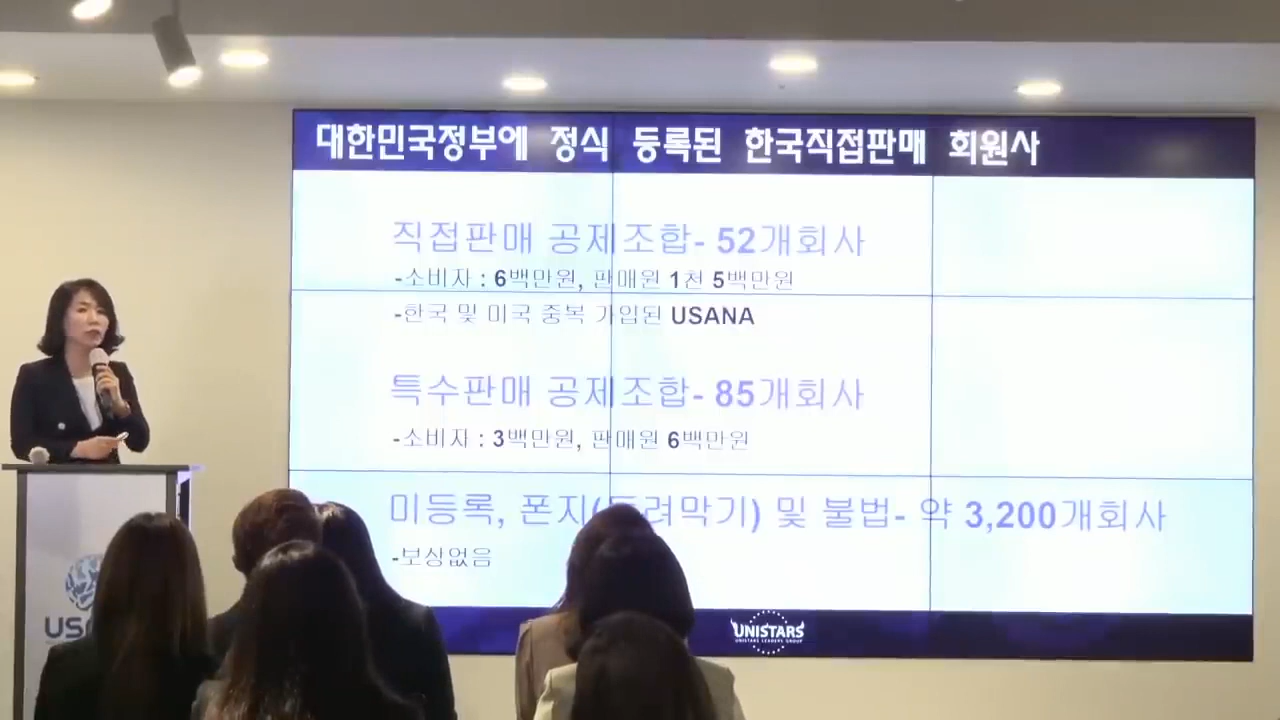 대한민국정부에 정식 등록된 한국직접판매 회원사
직접판매 공제조합- 52개회사
-소비자 : 6백만원, 판매원 1천 5백만원
-한국 및 미국 중복 가입된 USANA
특수판매 공제조합- 85개회사
-소비자 : 3백만원, 판매원 6백만원
미등록, 폰지(돌려막기) 및 불법- 약 3,200개회사
-보상없음
UNISTARS
UNISTARS LEADERS GROUP